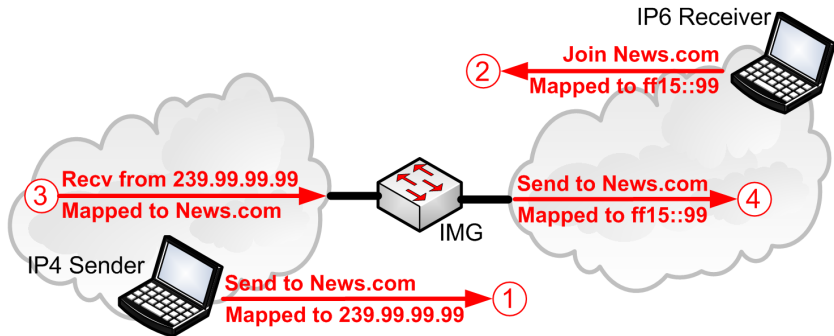 IP6 Receiver
Join News.com
2
Mapped to ff15::99
3
Recv from 239.99.99.99
Mapped to News.com
IMG
Send to News.com
4
Mapped to ff15::99
IP4 Sender
Send to News.com
1
Mapped to 239.99.99.99